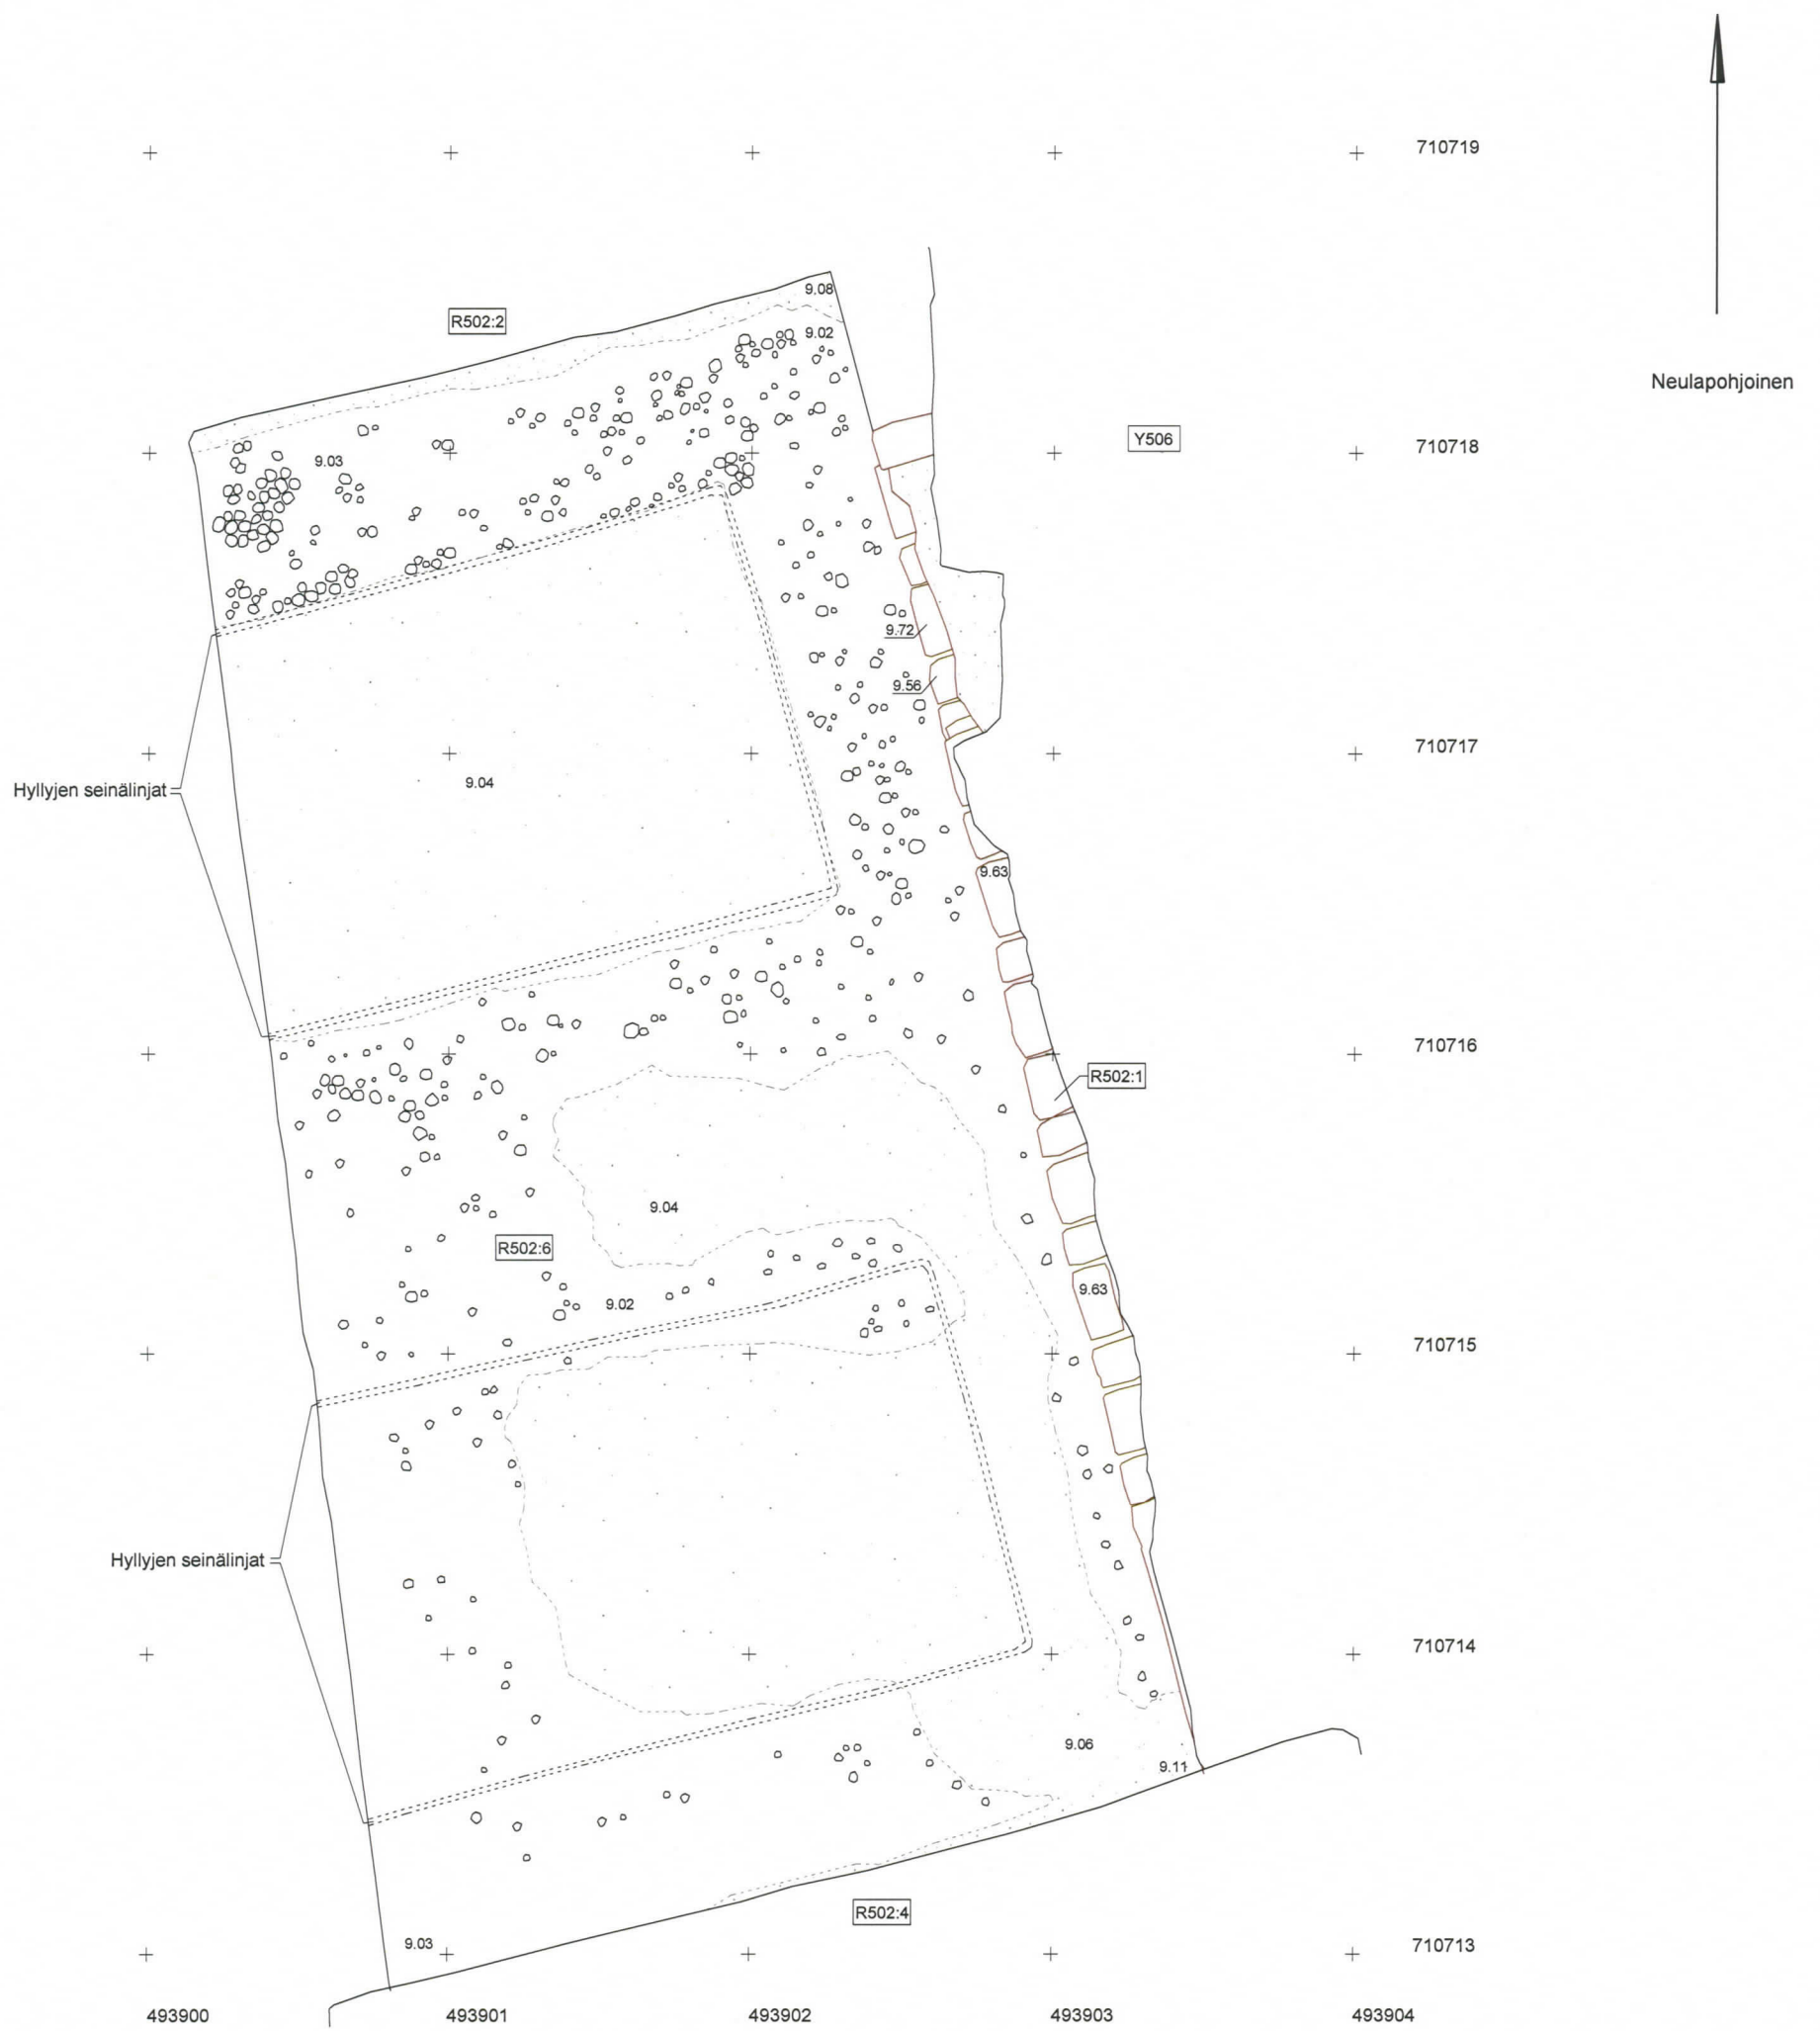 710719
9.08
R502:2
9.02
Neulapohjoinen
Y506
710718
9.03
9.72
9.56
710717
Hyllyjen seinälinjat
9.04
9.63
710716
R502:1
9.04
R502:6
9.63
9.02
710715
Hyllyjen seinälinjat
710714
9.06
9.11
R502:4
9.03
710713
493900 493901 493902 493903 493904